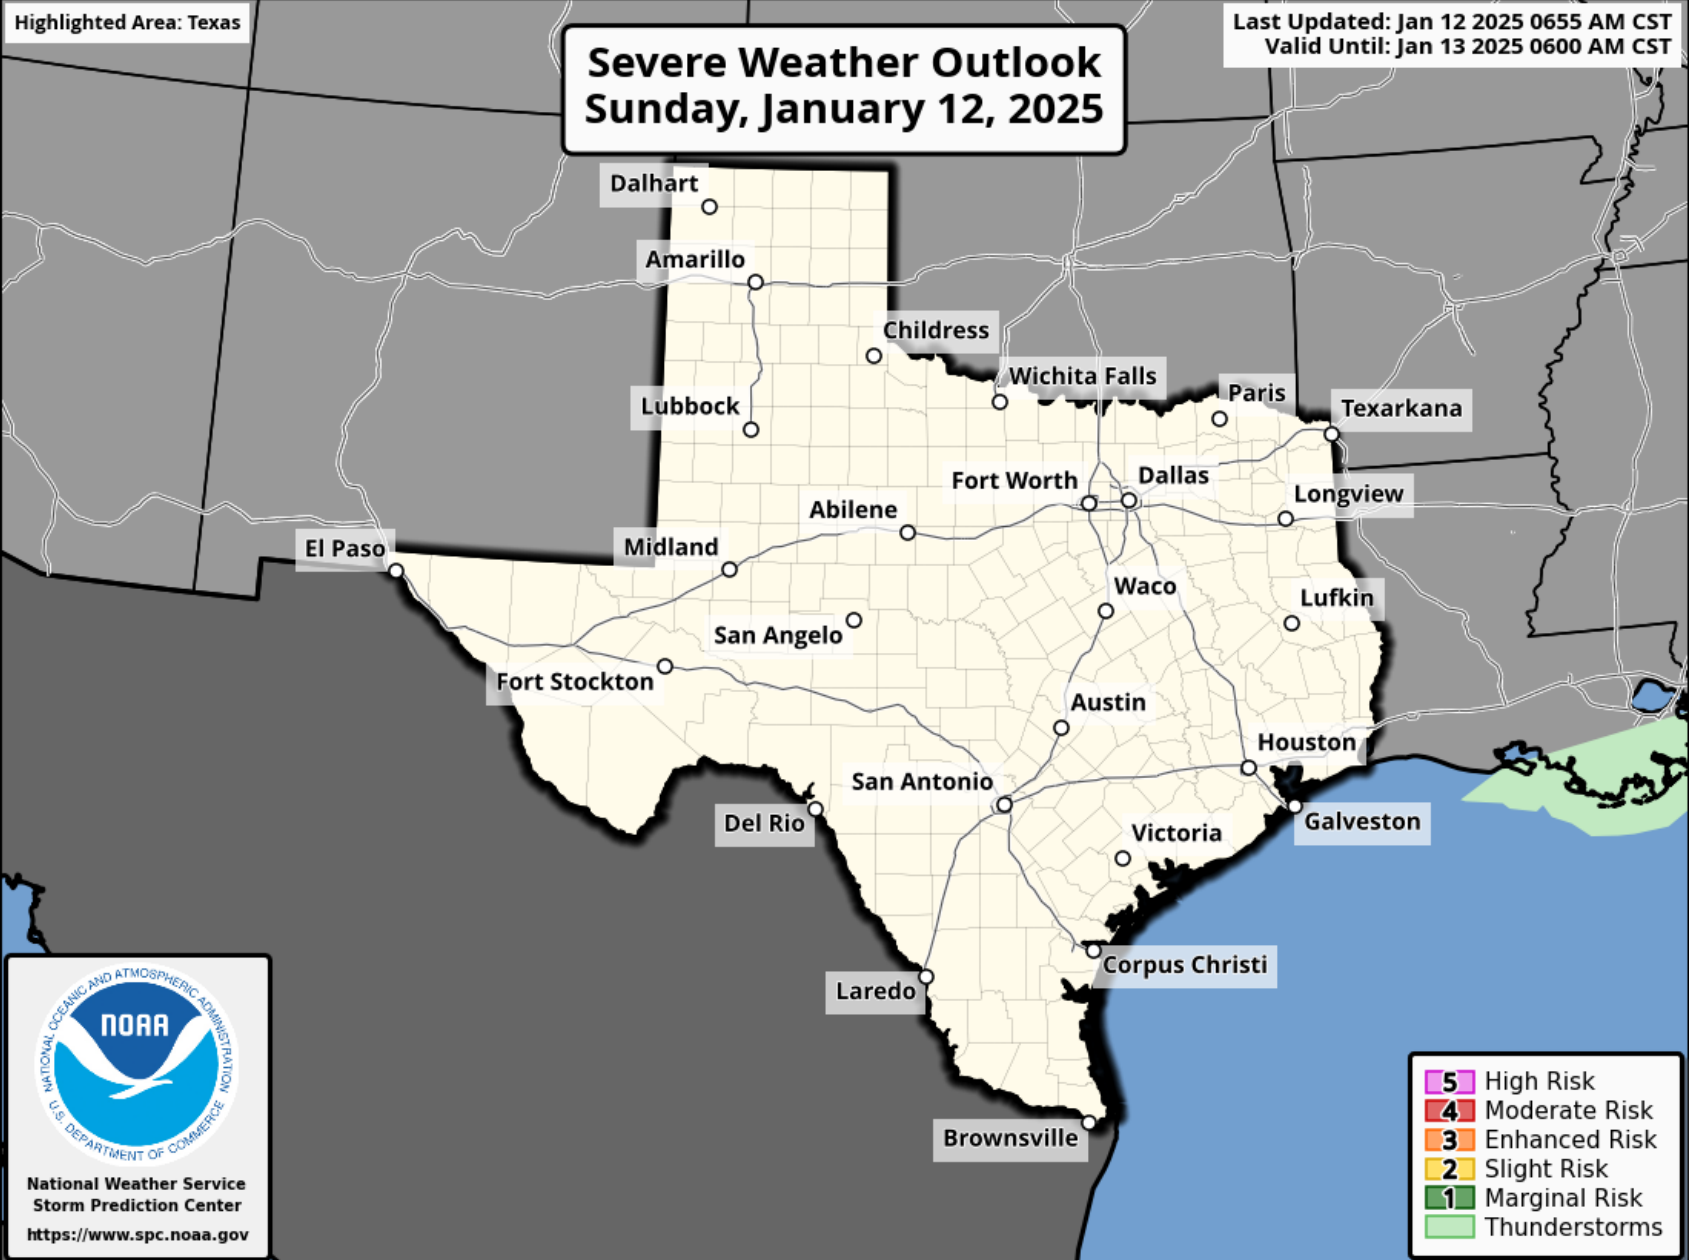 Highlighted Area: Texas
Severe Weather Outlook
Sunday, January 12, 2025
Last Updated: Jan 12 2025 0655 AM CST
Valid Until: Jan 13 2025 0600 AM CST
Dalhart
Amarillo
Childress
Wichita Falls
Paris
Texarkana
Lubbock
Fort Worth
Dallas
Longview
Abilene
El Paso
Midland
Waco
Lufkin
San Angelo
Fort Stockton
Austin
Houston
San Antonio
Del Rio
Galveston
Victoria
Corpus Christi
Laredo
Brownsville
NATIONAL OCEANIC AND ATMOSPHERIC ADMINISTRATION
NOAA
U.S. DEPARTMENT OF COMMERCE
National Weather Service
Storm Prediction Center
https://www.spc.noaa.gov
5 High Risk
4 Moderate Risk
3 Enhanced Risk
2 Slight Risk
1 Marginal Risk
Thunderstorms